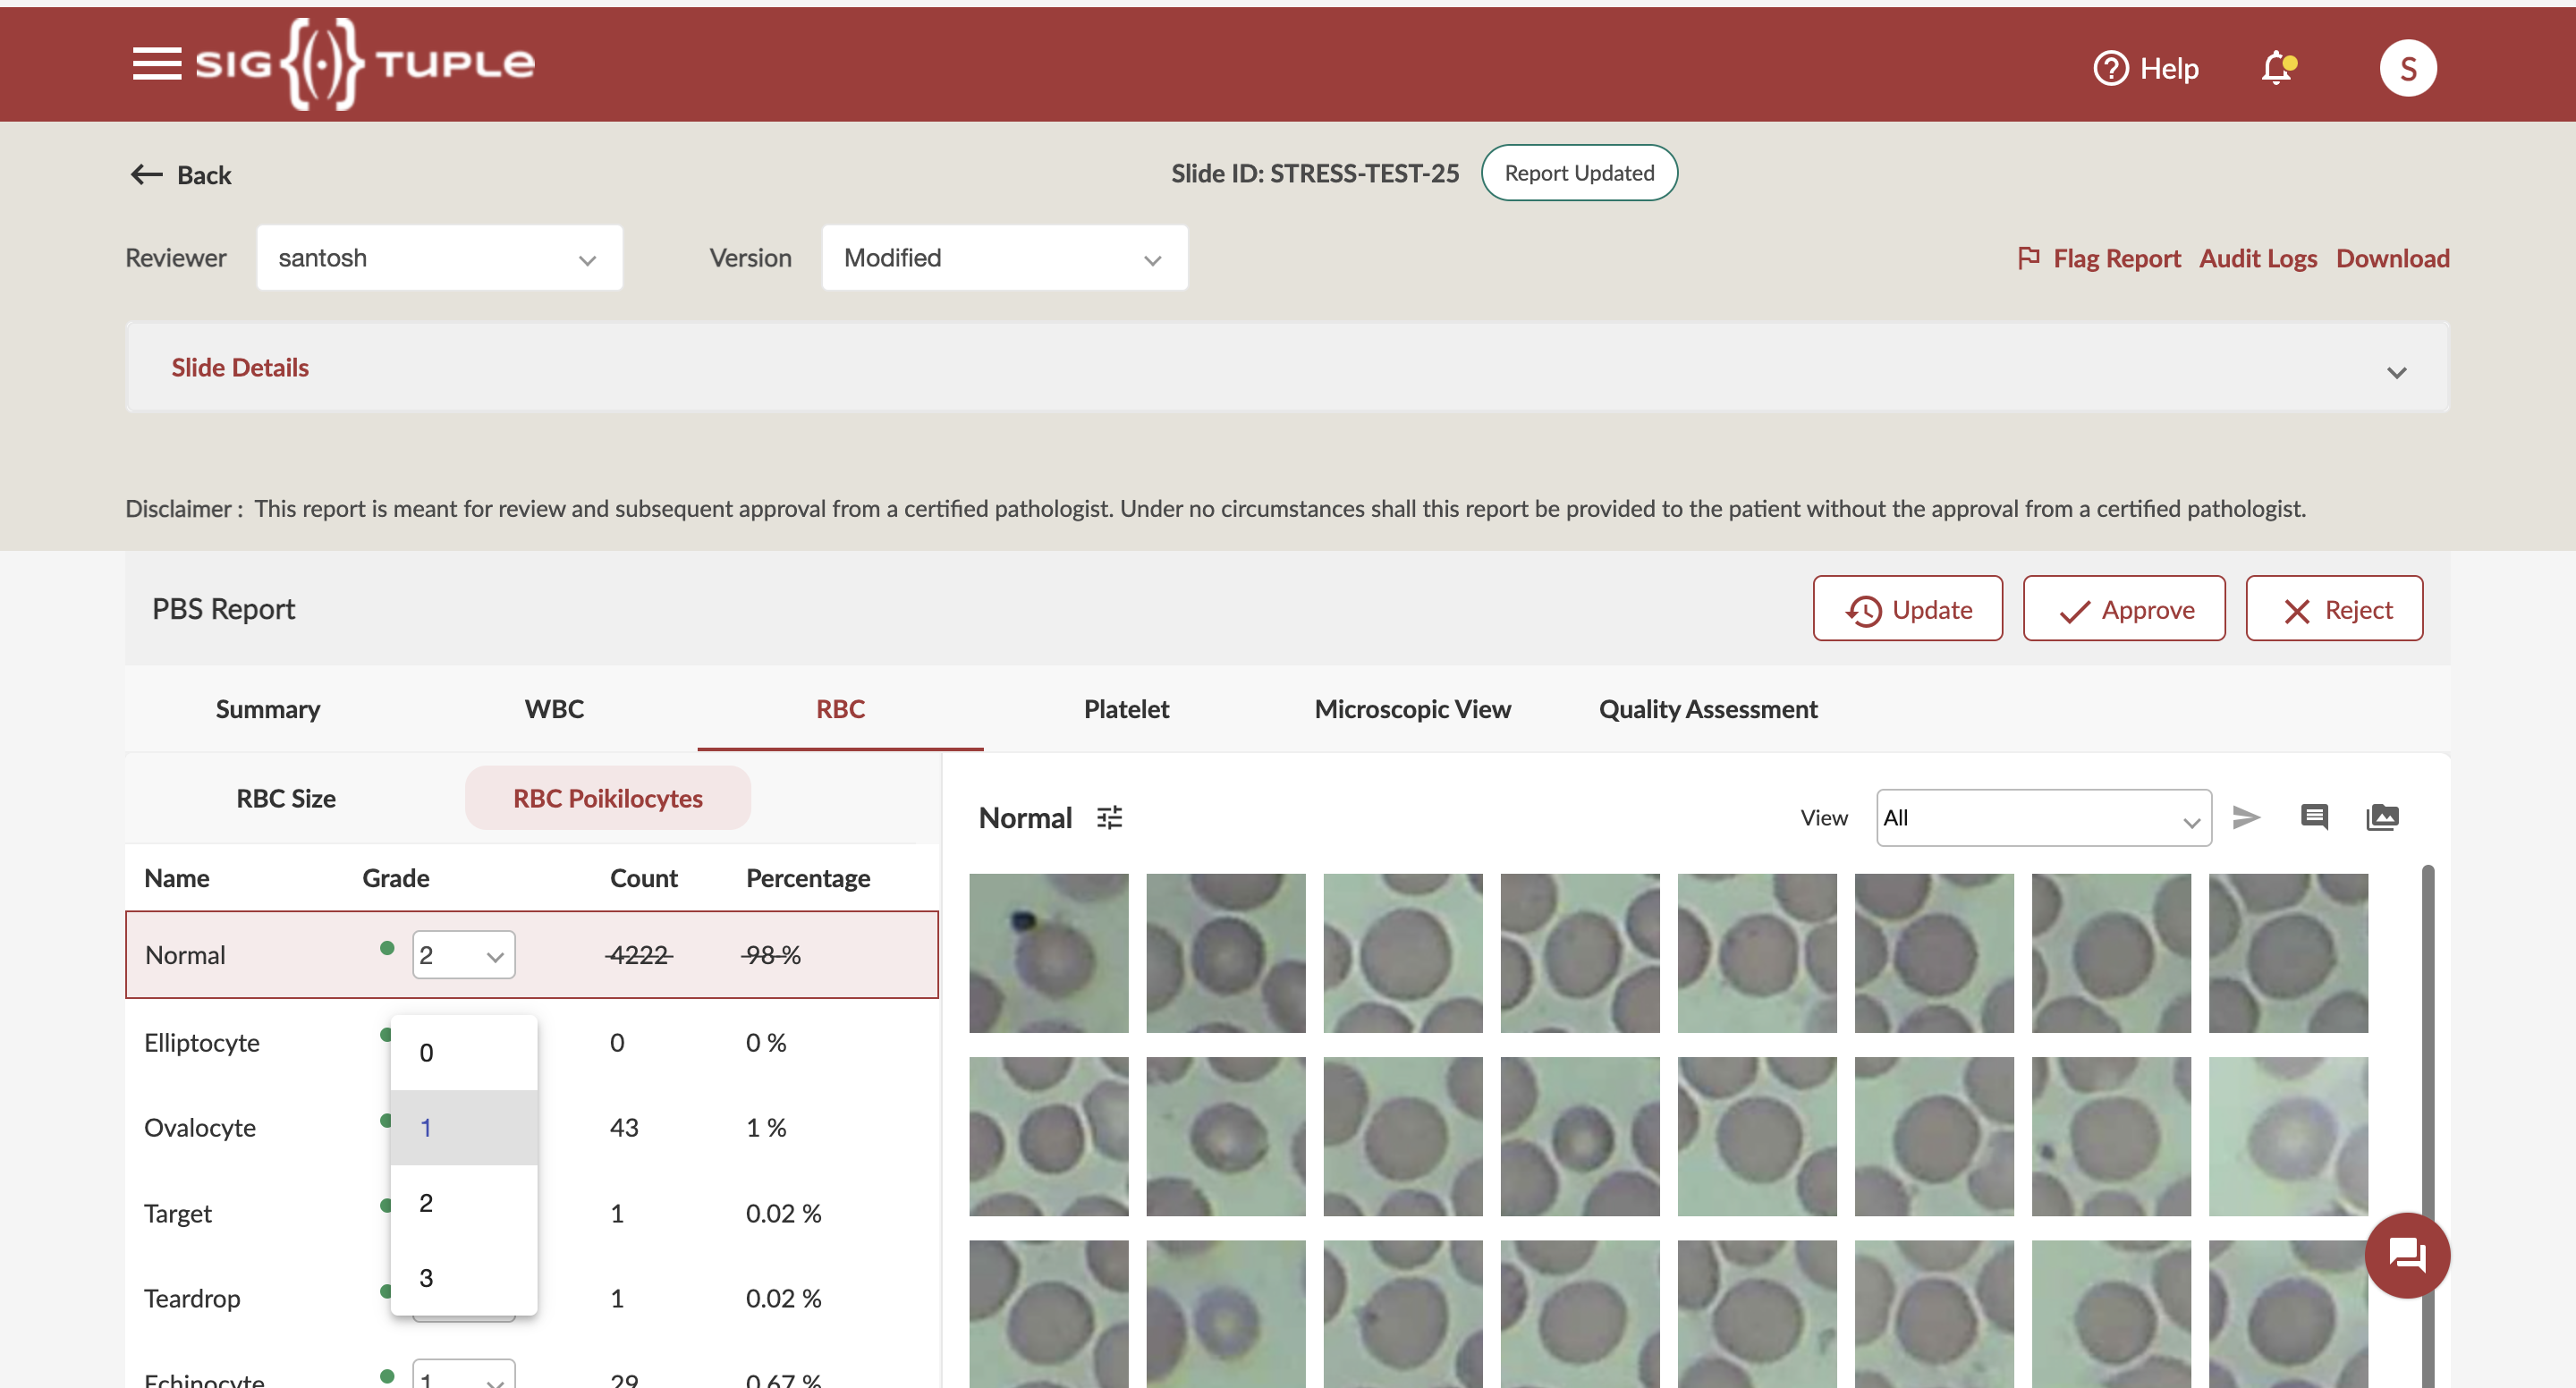 SIG{(·)}TUPLE
Help
S
Back
Slide ID: STRESS-TEST-25
Report Updated
Reviewer
santosh
Version
Modified
Flag Report
Audit Logs
Download
Slide Details
Disclaimer : This report is meant for review and subsequent approval from a certified pathologist. Under no circumstances shall this report be provided to the patient without the approval from a certified pathologist.
PBS Report
Update
Approve
Reject
Summary
WBC
RBC
Platelet
Microscopic View
Quality Assessment
RBC Size
RBC Poikilocytes
Normal
View
All
Name Grade Count Percentage
Normal 2 4222 98 %
Elliptocyte 0 0 %
Ovalocyte 43 1 %
Target 1 0.02 %
Teardrop 1 0.02 %
Echinocyte 1 29 0.67 %
0
1
2
3